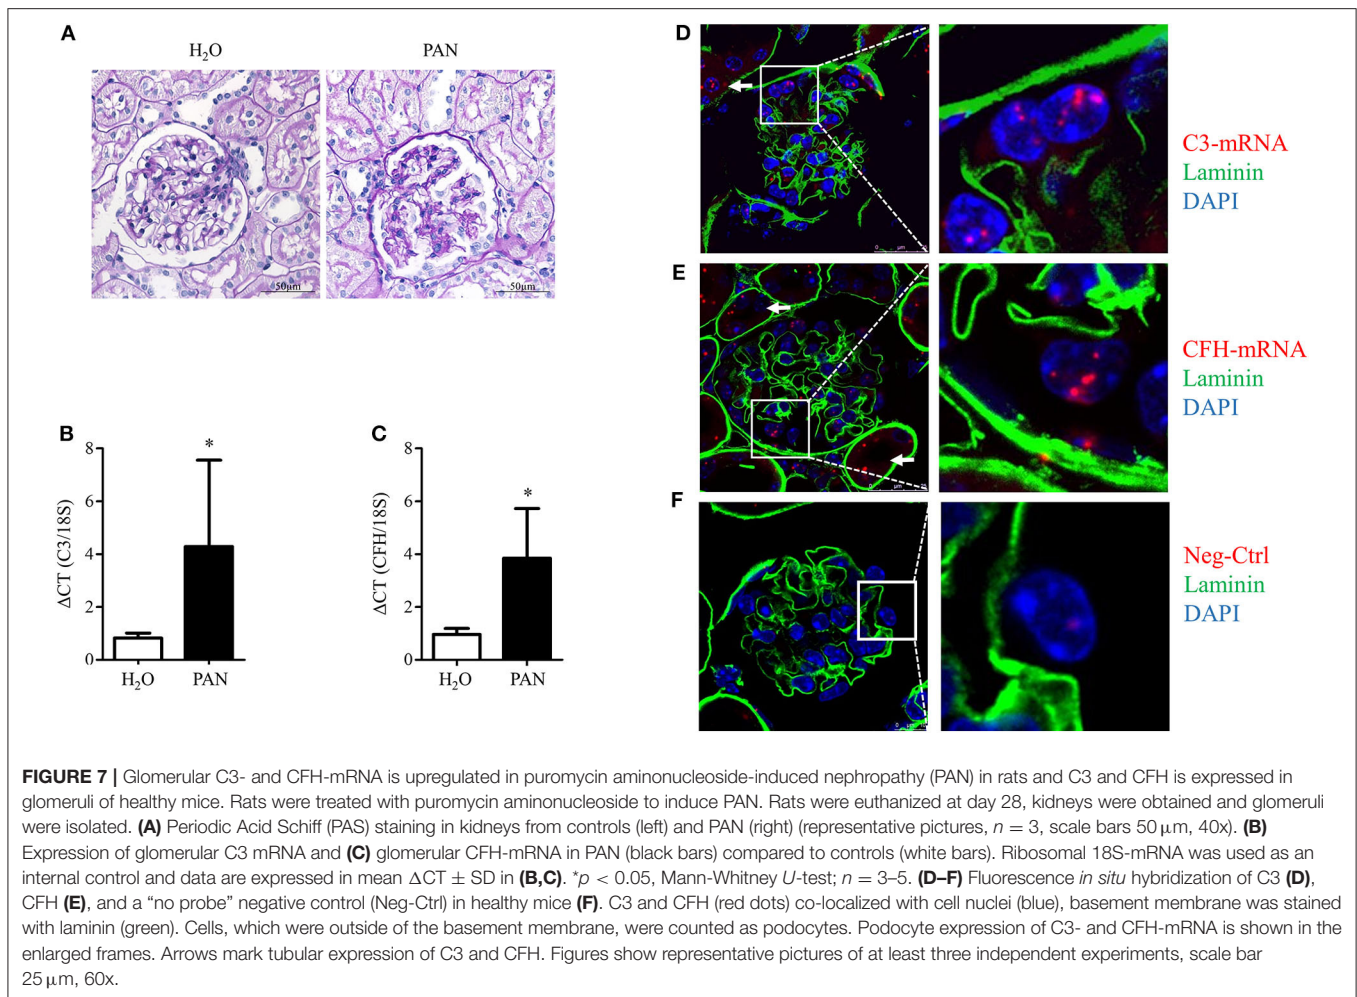 A
H₂O
PAN
50µm
50µm
B
8
6
4
2
0
ΔCT (C3/18S)
*
H₂O
PAN
C
8
6
4
2
0
ΔCT (CFH/18S)
*
H₂O
PAN
D
C3-mRNA
Laminin
DAPI
0 µm
E
CFH-mRNA
Laminin
DAPI
0 µm
F
Neg-Ctrl
Laminin
DAPI
0 µm
FIGURE 7 | Glomerular C3- and CFH-mRNA is upregulated in puromycin aminonucleoside-induced nephropathy (PAN) in rats and C3 and CFH is expressed in
glomeruli of healthy mice. Rats were treated with puromycin aminonucleoside to induce PAN. Rats were euthanized at day 28, kidneys were obtained and glomeruli
were isolated. (A) Periodic Acid Schiff (PAS) staining in kidneys from controls (left) and PAN (right) (representative pictures, n = 3, scale bars 50 µm, 40x). (B)
Expression of glomerular C3 mRNA and (C) glomerular CFH-mRNA in PAN (black bars) compared to controls (white bars). Ribosomal 18S-mRNA was used as an
internal control and data are expressed in mean ΔCT ± SD in (B,C). *p < 0.05, Mann-Whitney U-test; n = 3–5. (D–F) Fluorescence in situ hybridization of C3 (D),
CFH (E), and a “no probe” negative control (Neg-Ctrl) in healthy mice (F). C3 and CFH (red dots) co-localized with cell nuclei (blue), basement membrane was stained
with laminin (green). Cells, which were outside of the basement membrane, were counted as podocytes. Podocyte expression of C3- and CFH-mRNA is shown in the
enlarged frames. Arrows mark tubular expression of C3 and CFH. Figures show representative pictures of at least three independent experiments, scale bar
25 µm, 60x.